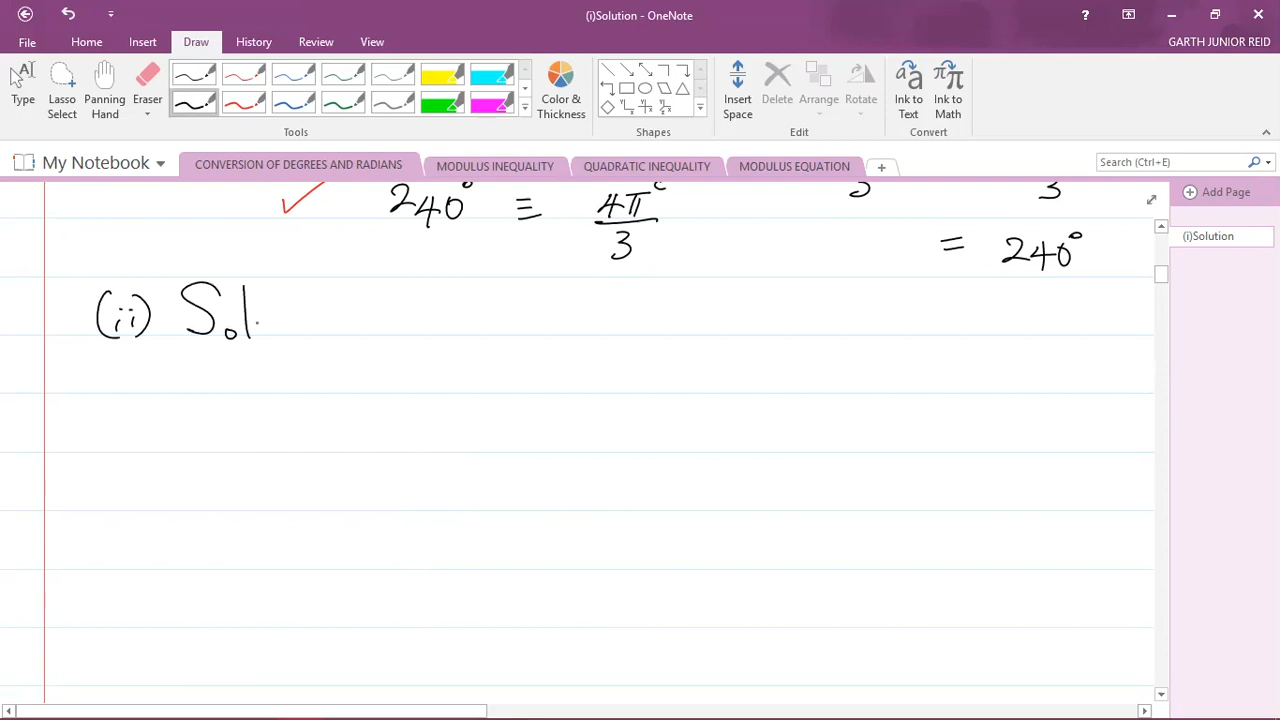 (i)Solution - OneNote
?
File
Home
Insert
Draw
History
Review
View
GARTH JUNIOR REID
Type
Lasso Select
Panning Hand
Eraser
Color & Thickness
Insert Space
Delete
Arrange
Rotate
Ink to Text
Ink to Math
Tools
Shapes
Edit
Convert
My Notebook
CONVERSION OF DEGREES AND RADIANS
MODULUS INEQUALITY
QUADRATIC INEQUALITY
MODULUS EQUATION
Search (Ctrl+E)
Add Page
(i)Solution
240° ≡ 4π/3
= 240°
(ii) Sol